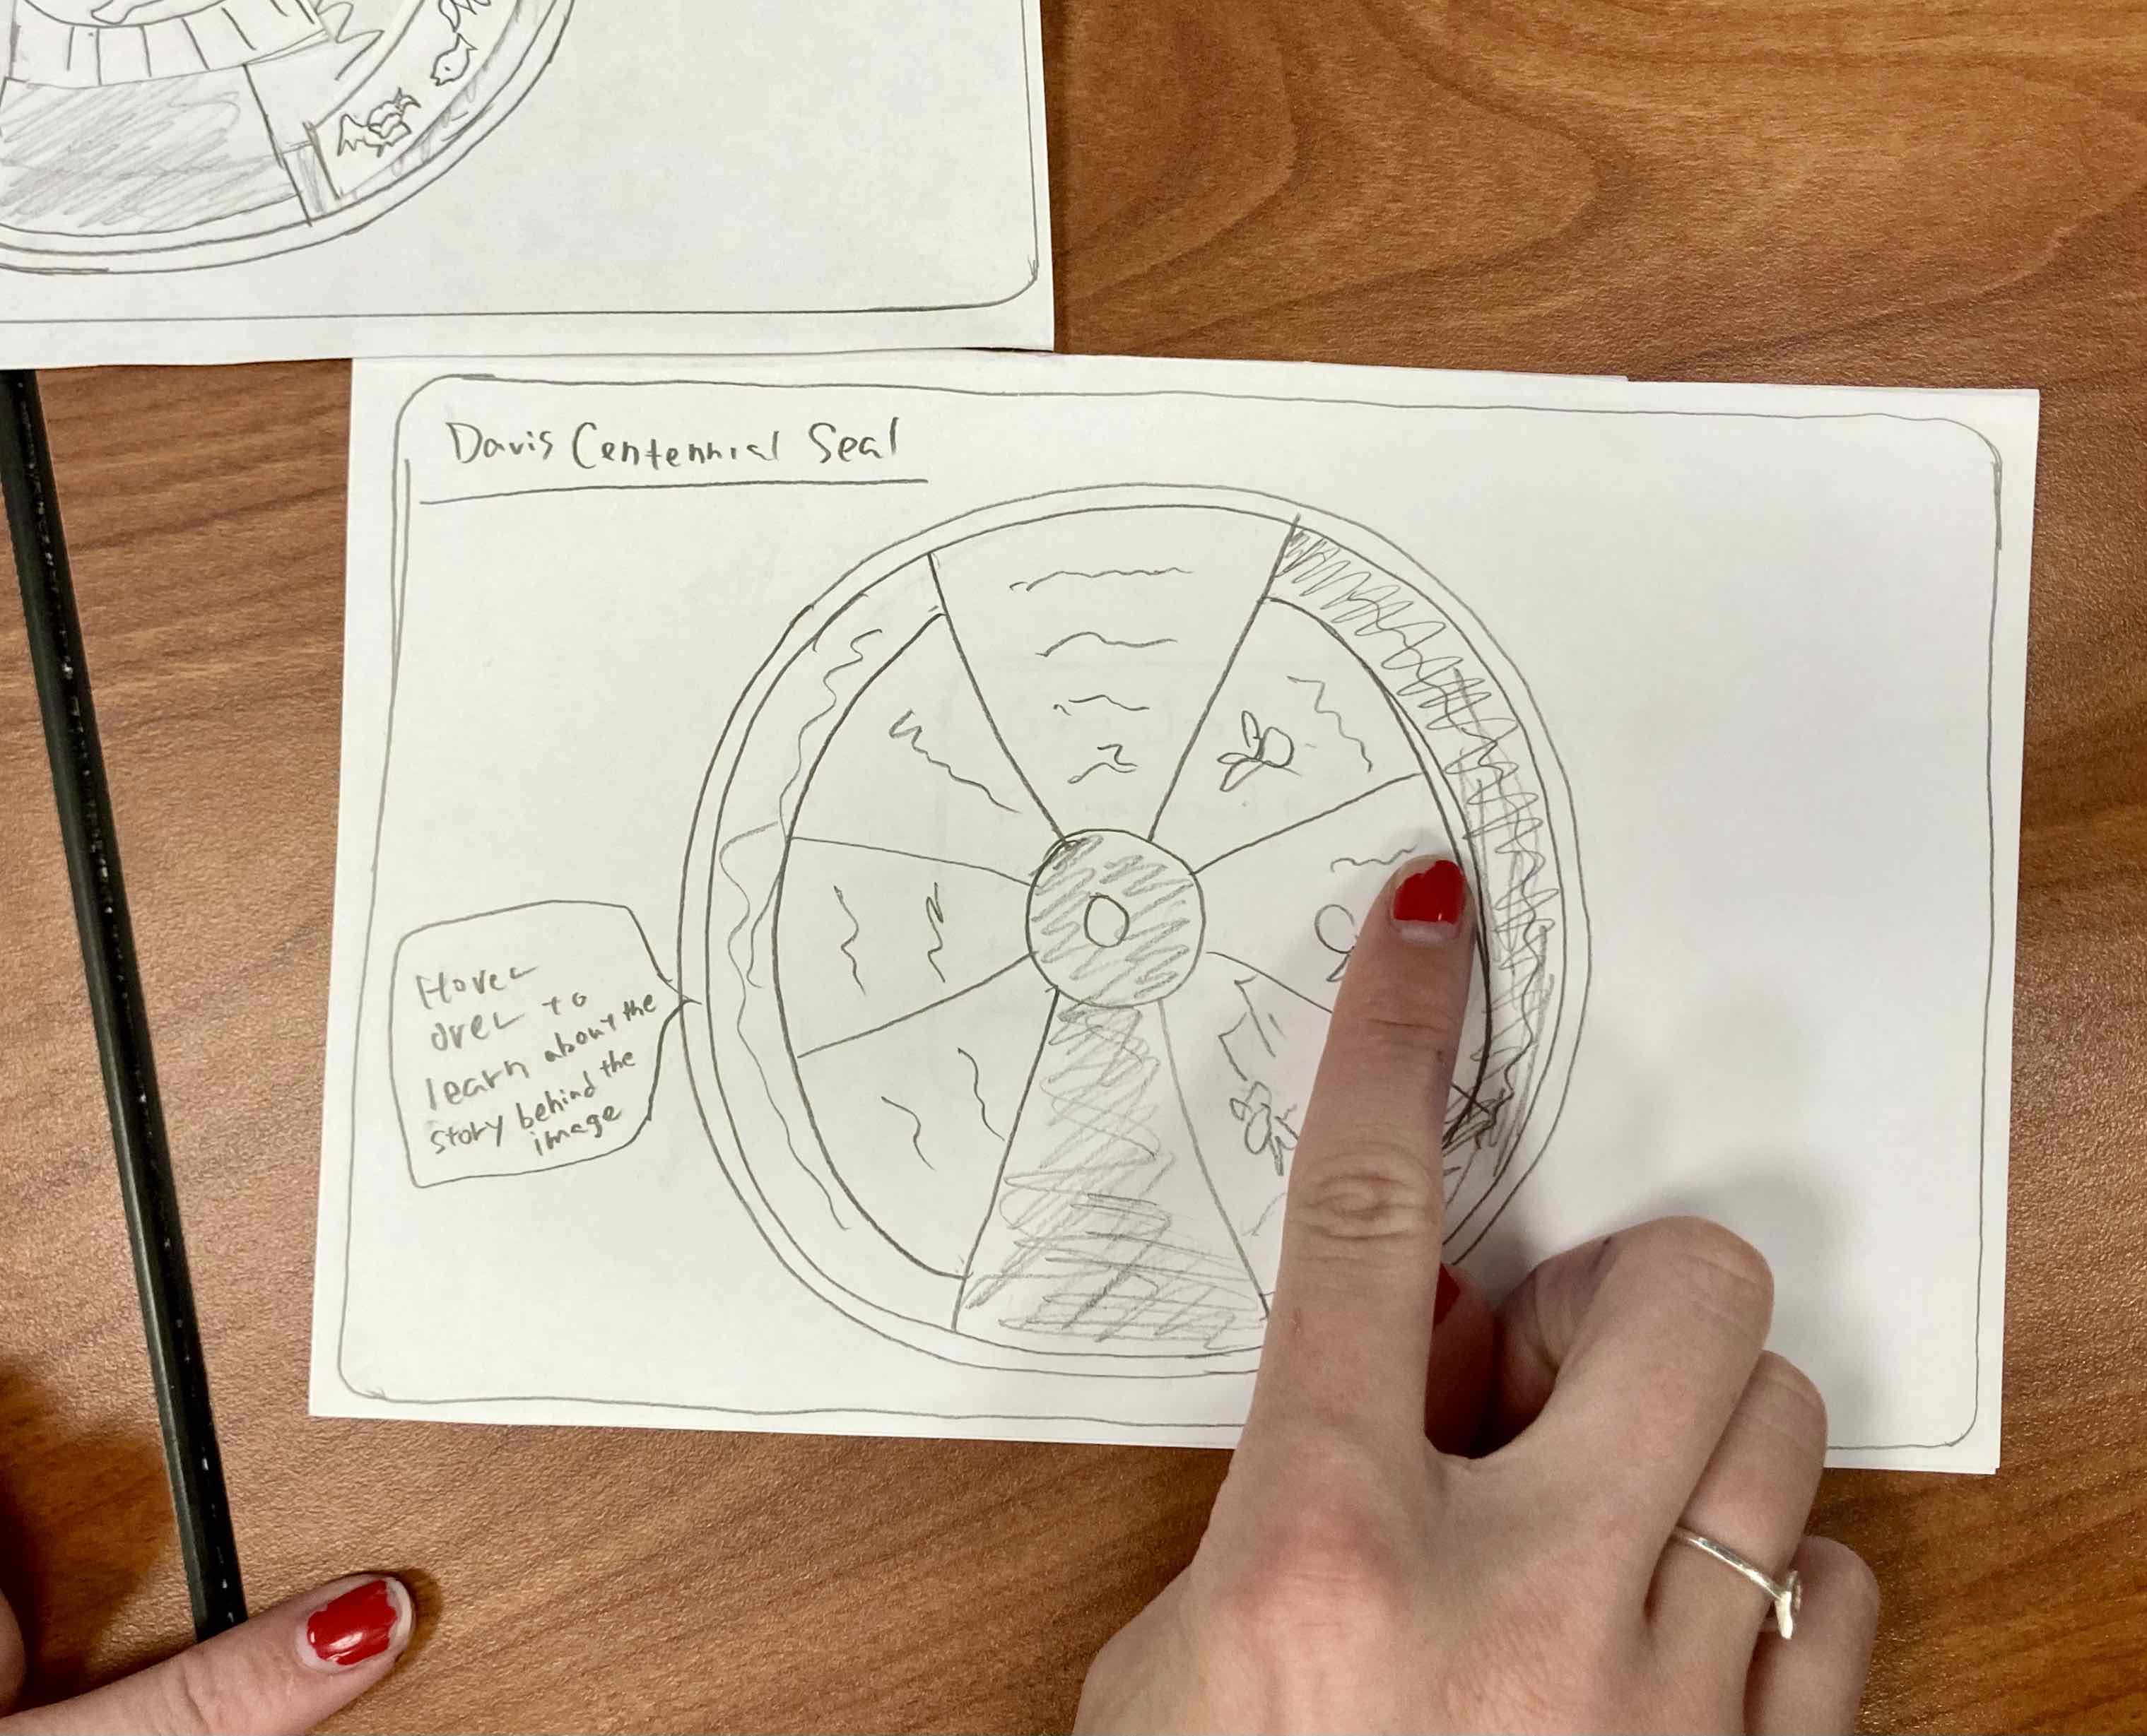 Davis Centennial Seal
Hover
over to
learn about the
story behind the
image